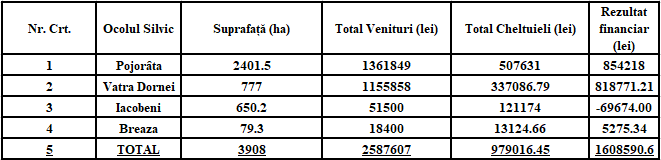 Nr. Crt. Ocolul Silvic Suprafață (ha) Total Venituri (lei) Total Cheltuieli (lei) Rezultat financiar (lei)
1 Pojorâta 2401.5 1361849 507631 854218
2 Vatra Dornei 777 1155858 337086.79 818771.21
3 Iacobeni 650.2 51500 121174 -69674.00
4 Breaza 79.3 18400 13124.66 5275.34
5 TOTAL 3908 2587607 979016.45 1608590.6